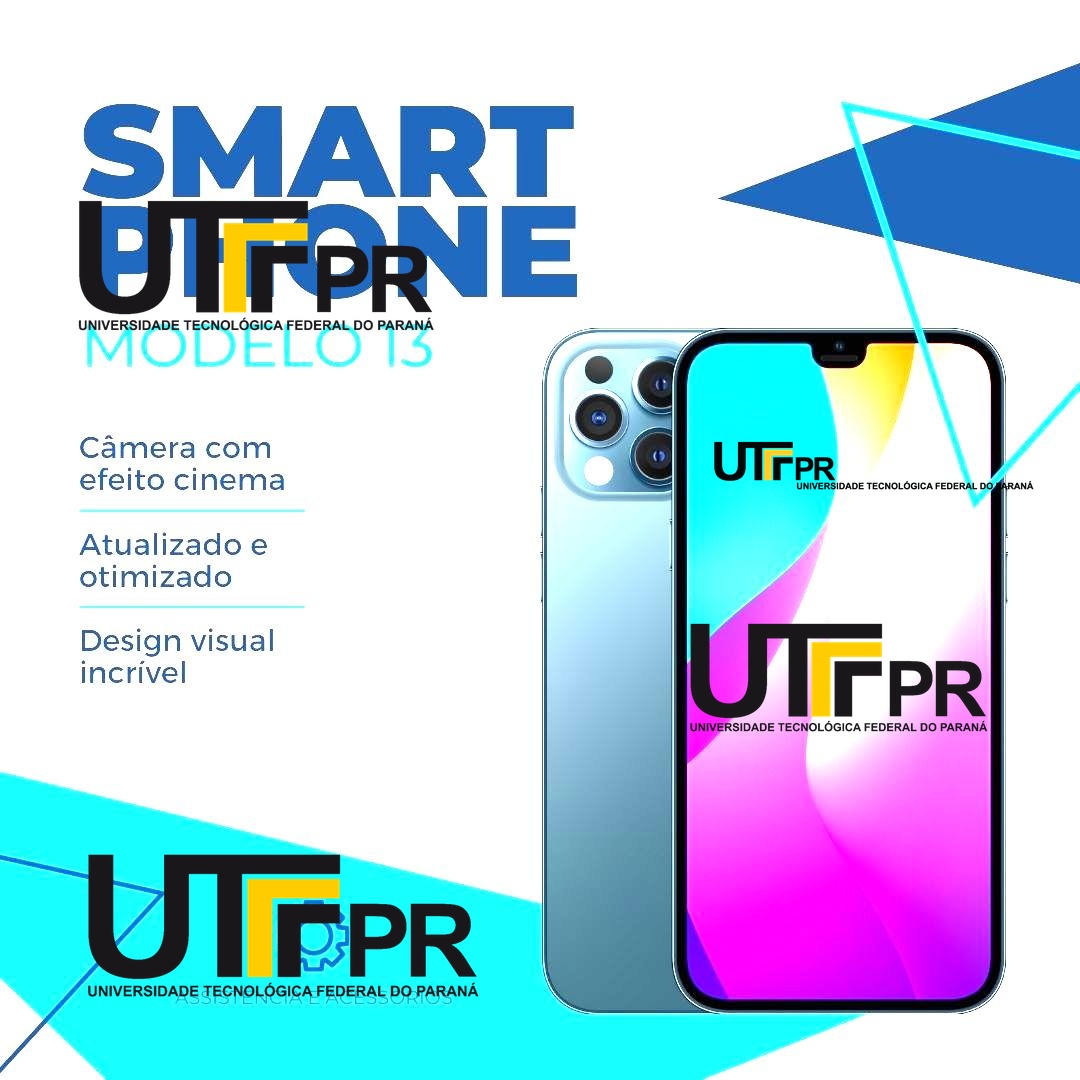 SMART
PHONE
UTFPR
UNIVERSIDADE TECNOLÓGICA FEDERAL DO PARANÁ
MODELO 13
Câmera com
efeito cinema
Atualizado e
otimizado
Design visual
incrível
UTFPR
UNIVERSIDADE TECNOLÓGICA FEDERAL DO PARANÁ
UTFPR
UNIVERSIDADE TECNOLÓGICA FEDERAL DO PARANÁ
UTFPR
UNIVERSIDADE TECNOLÓGICA FEDERAL DO PARANÁ
ASSISTÊNCIA E ACESSÓRIOS